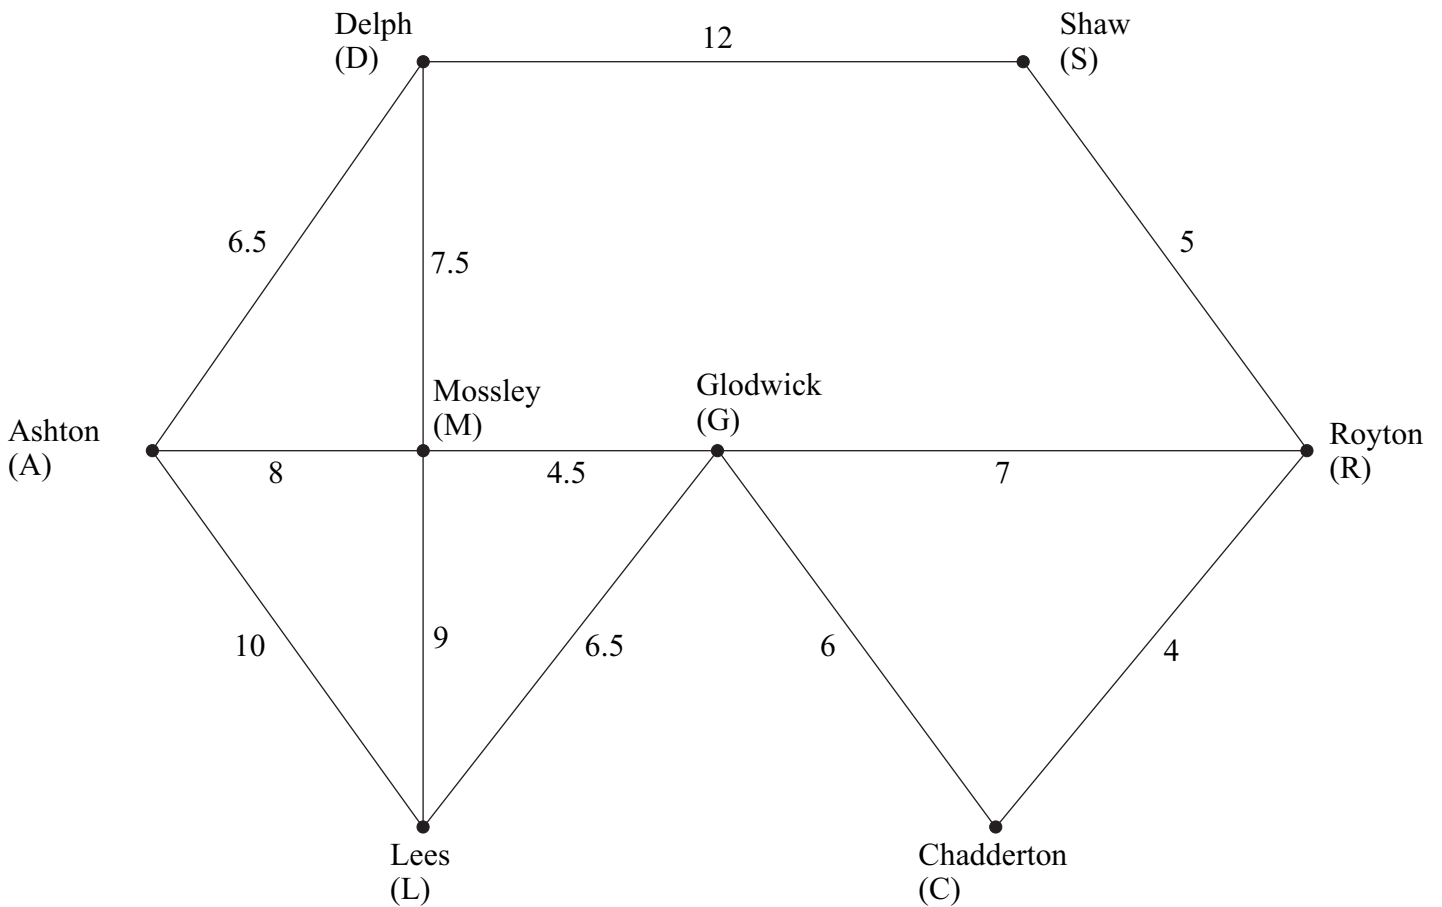 Delph
(D)
12
Shaw
(S)
6.5
7.5
5
Mossley
(M)
Glodwick
(G)
Ashton
(A)
Royton
(R)
8
4.5
7
10
9
6.5
6
4
Lees
(L)
Chadderton
(C)